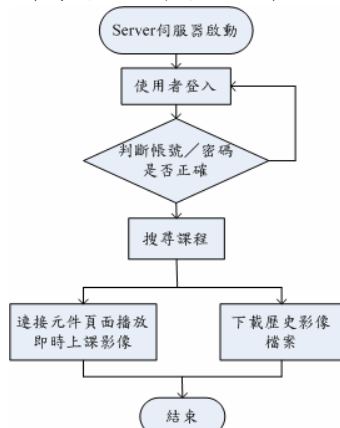 Server伺服器啟動
使用者登入
判斷帳號／密碼
是否正確
搜尋課程
連接元件頁面播放
即時上課影像
下載歷史影像
檔案
結束